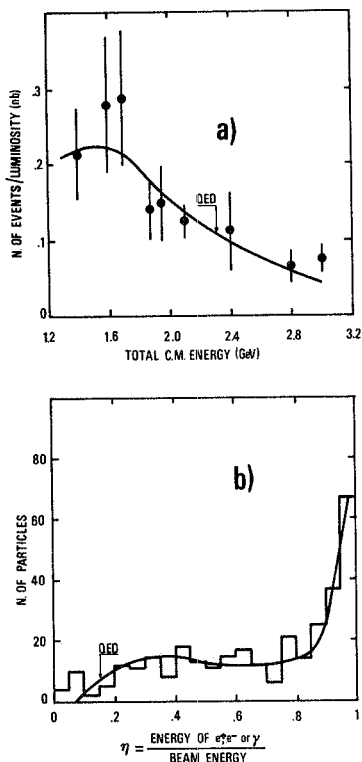 a)
N. OF EVENTS/LUMINOSITY (nb)
.3
.2
.1
0
QED
1.2 1.6 2.0 2.4 2.8 3.2
TOTAL C.M. ENERGY (GeV)
b)
N. OF PARTICLES
80
60
40
20
0
QED
0 .2 .4 .6 .8 1
η = ENERGY OF e⁺,e⁻ or γ
BEAM ENERGY